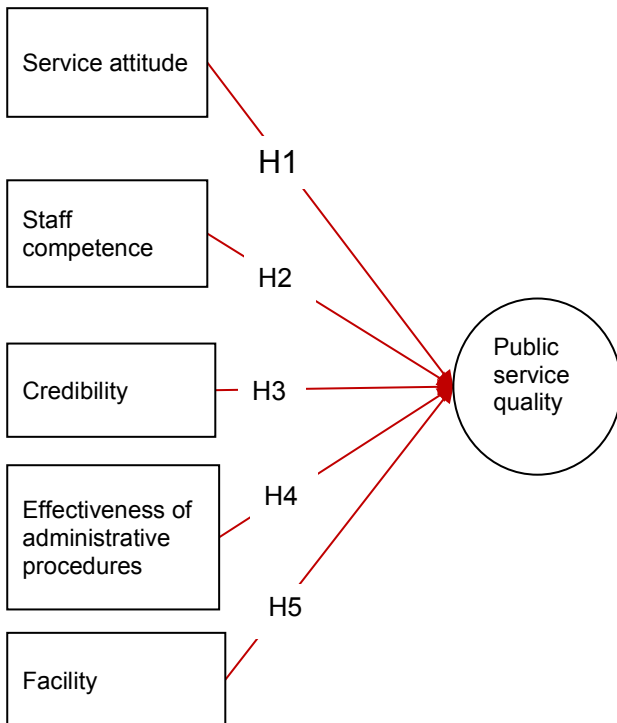 Service attitude
H1
Staff
competence
H2
Public
service
quality
Credibility
H3
Effectiveness of
administrative
procedures
H4
H5
Facility